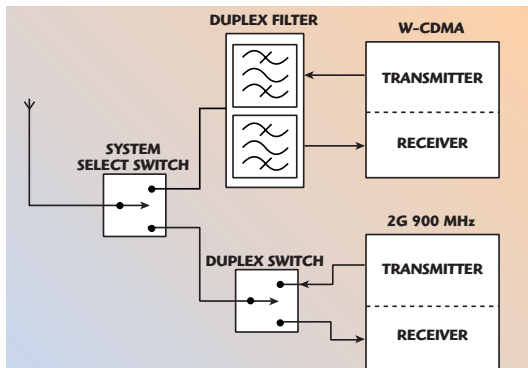 DUPLEX FILTER
W-CDMA
TRANSMITTER
RECEIVER
SYSTEM
SELECT SWITCH
2G 900 MHz
DUPLEX SWITCH
TRANSMITTER
RECEIVER